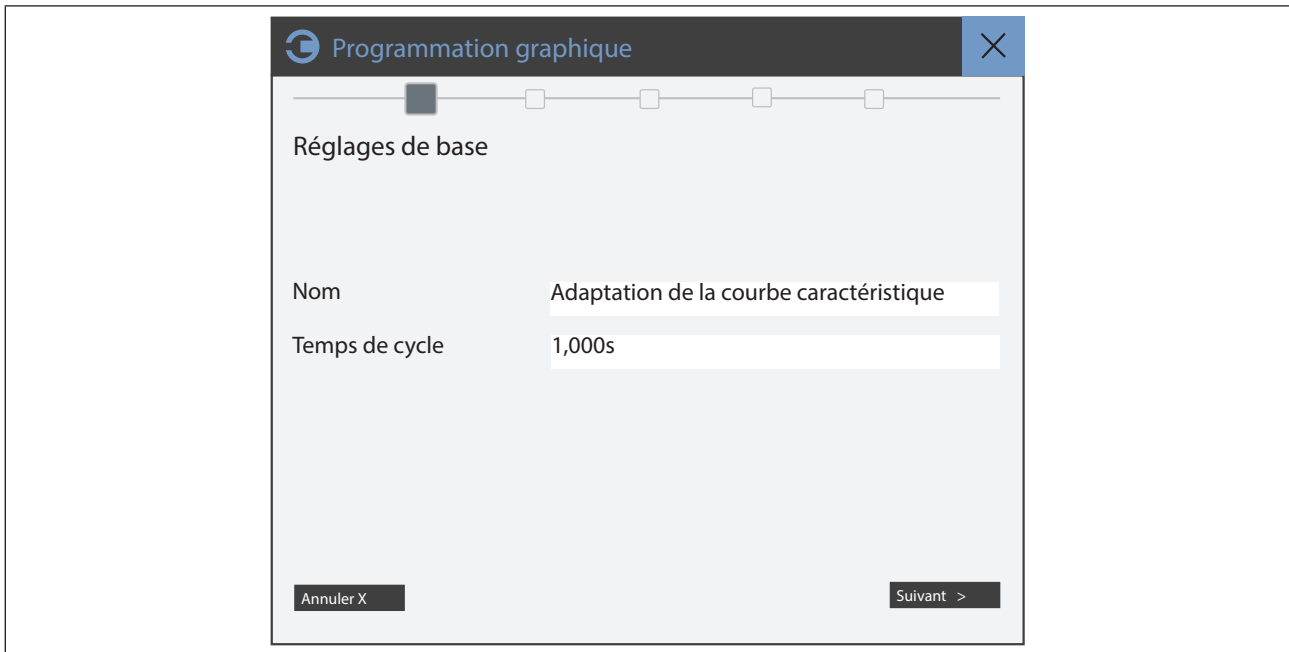 Programmation graphique
Réglages de base
Nom Adaptation de la courbe caractéristique
Temps de cycle 1,000s
Annuler X Suivant >